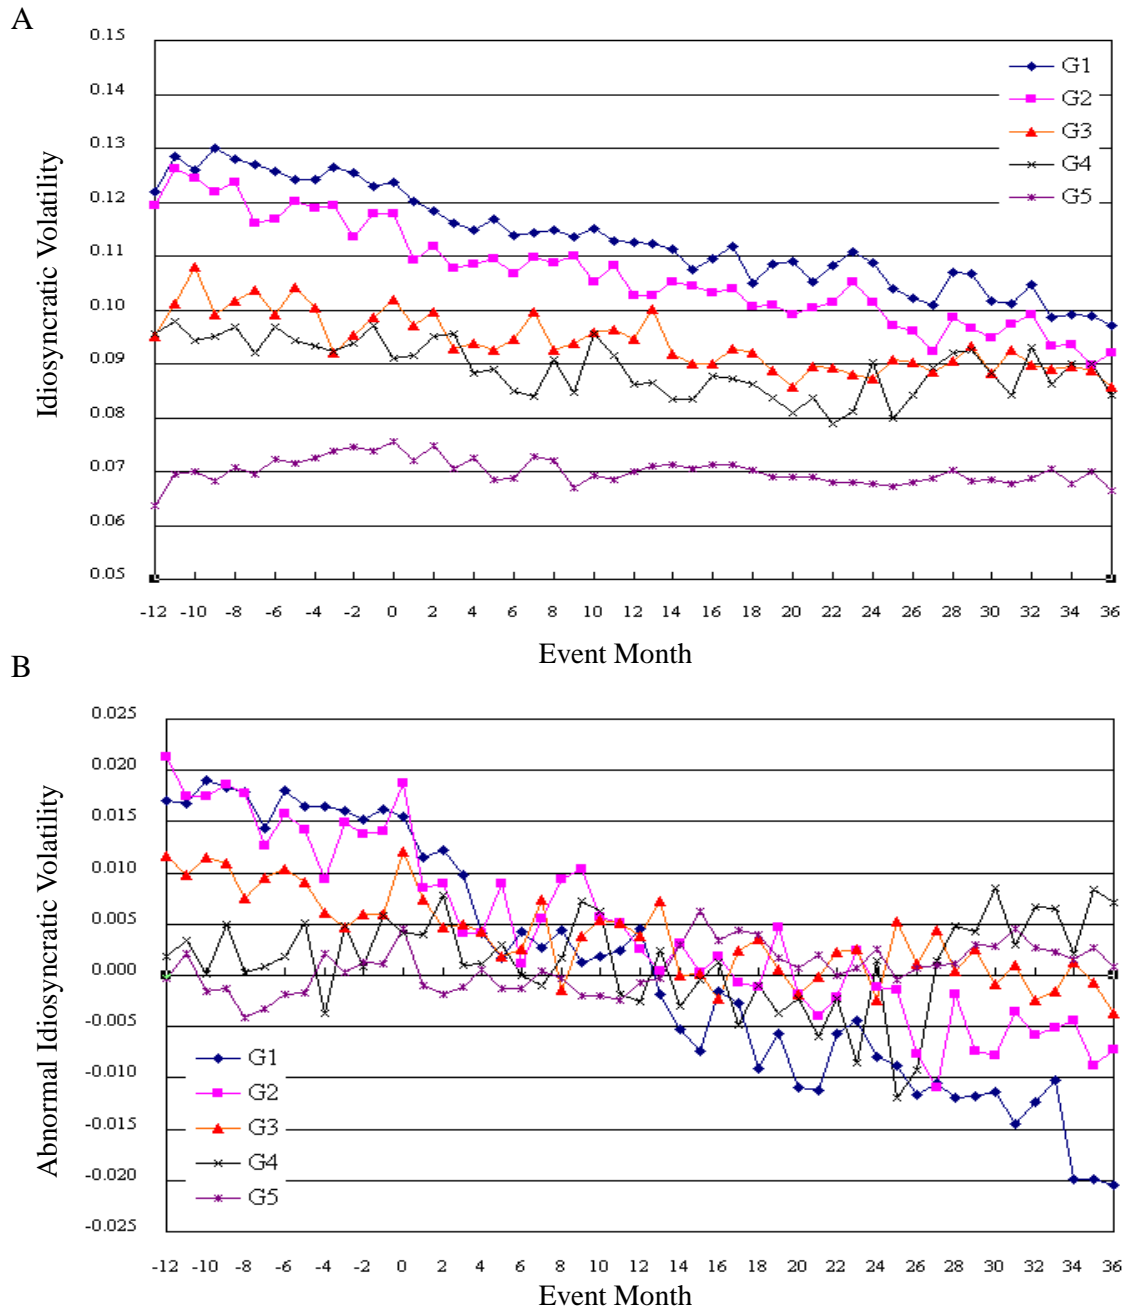 A
0.15
0.14
0.13
0.12
0.11
0.10
0.09
0.08
0.07
0.06
0.05
Idiosyncratic Volatility
G1
G2
G3
G4
G5
-12 -10 -8 -6 -4 -2 0 2 4 6 8 10 12 14 16 18 20 22 24 26 28 30 32 34 36
Event Month
B
0.025
0.020
0.015
0.010
0.005
0.000
-0.005
-0.010
-0.015
-0.020
-0.025
Abnormal Idiosyncratic Volatility
G1
G2
G3
G4
G5
-12 -10 -8 -6 -4 -2 0 2 4 6 8 10 12 14 16 18 20 22 24 26 28 30 32 34 36
Event Month